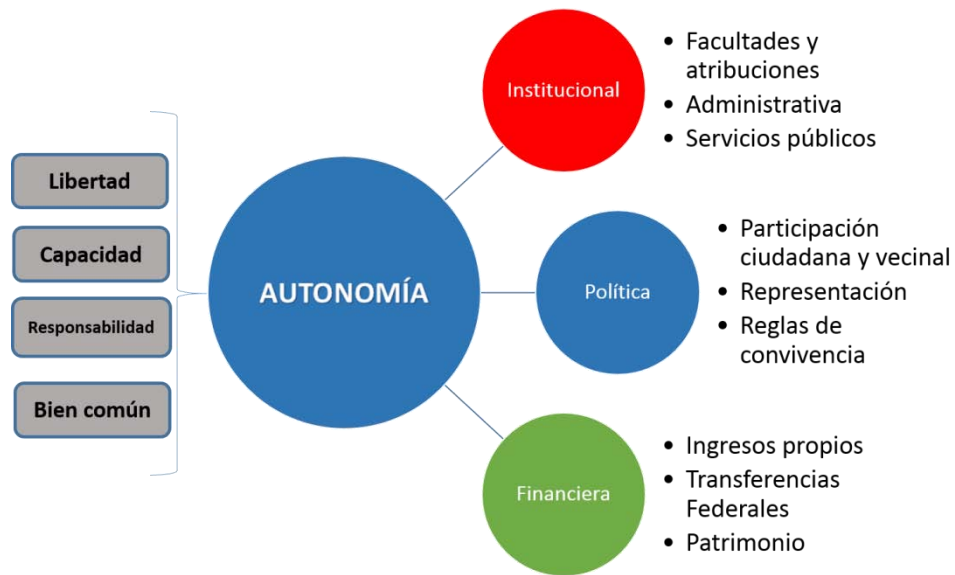 Libertad
Capacidad
Responsabilidad
Bien común
AUTONOMÍA
Institucional
• Facultades y
atribuciones
• Administrativa
• Servicios públicos
Política
• Participación
ciudadana y vecinal
• Representación
• Reglas de
convivencia
Financiera
• Ingresos propios
• Transferencias
Federales
• Patrimonio